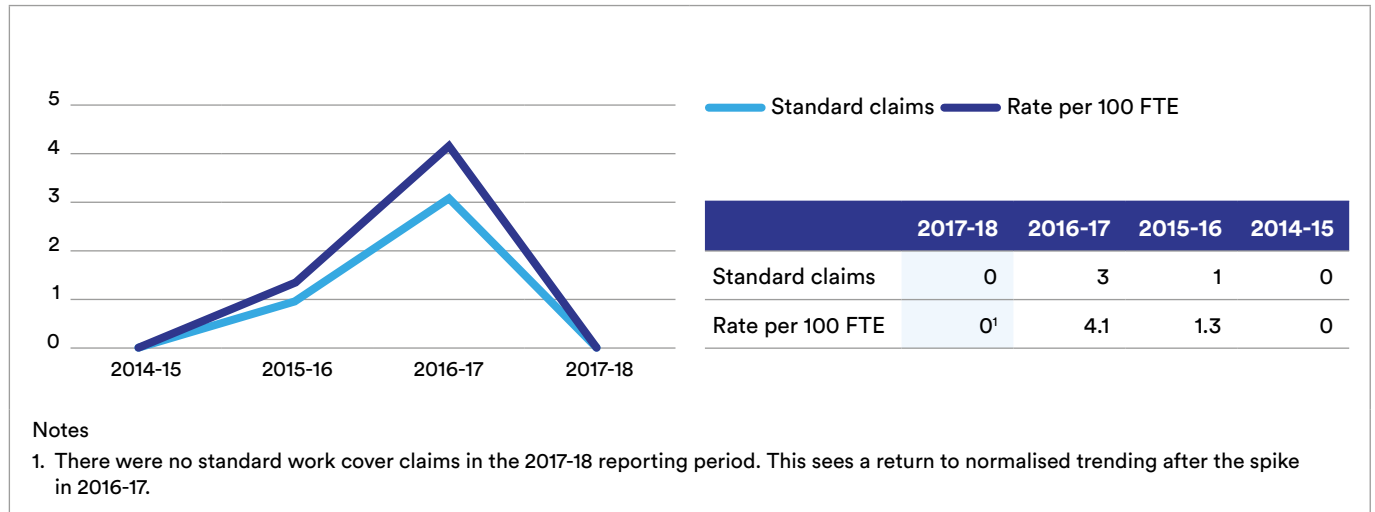 5
4
3
2
1
0
2014-15 2015-16 2016-17 2017-18
Standard claims Rate per 100 FTE
2017-18 2016-17 2015-16 2014-15
Standard claims 0 3 1 0
Rate per 100 FTE 0¹ 4.1 1.3 0
Notes
1. There were no standard work cover claims in the 2017-18 reporting period. This sees a return to normalised trending after the spike
in 2016-17.